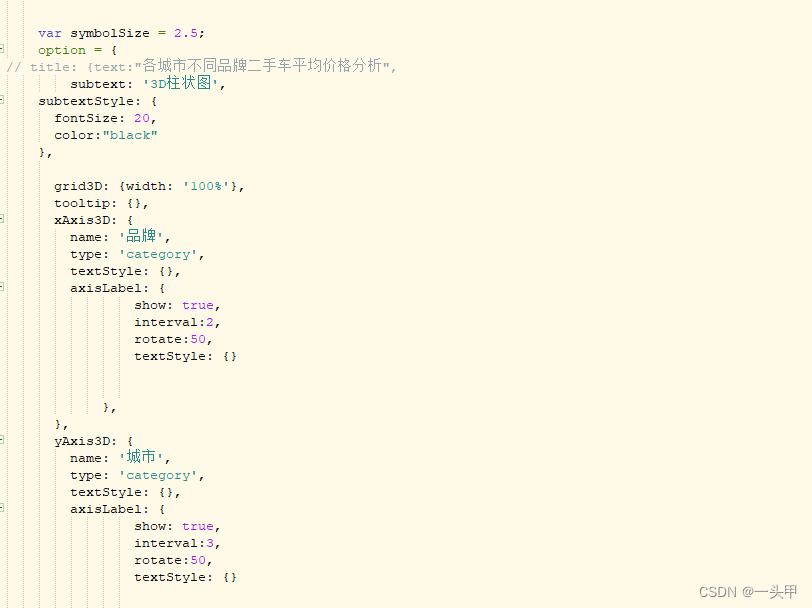 var symbolSize = 2.5;
option = {
// title: {text:"各城市不同品牌二手车平均价格分析",
subtext: '3D柱状图',
subtextStyle: {
fontSize: 20,
color:"black"
},
grid3D: {width: '100%'},
tooltip: {},
xAxis3D: {
name: '品牌',
type: 'category',
textStyle: {},
axisLabel: {
show: true,
interval:2,
rotate:50,
textStyle: {}
},
},
yAxis3D: {
name: '城市',
type: 'category',
textStyle: {},
axisLabel: {
show: true,
interval:3,
rotate:50,
textStyle: {}
CSDN @一头甲